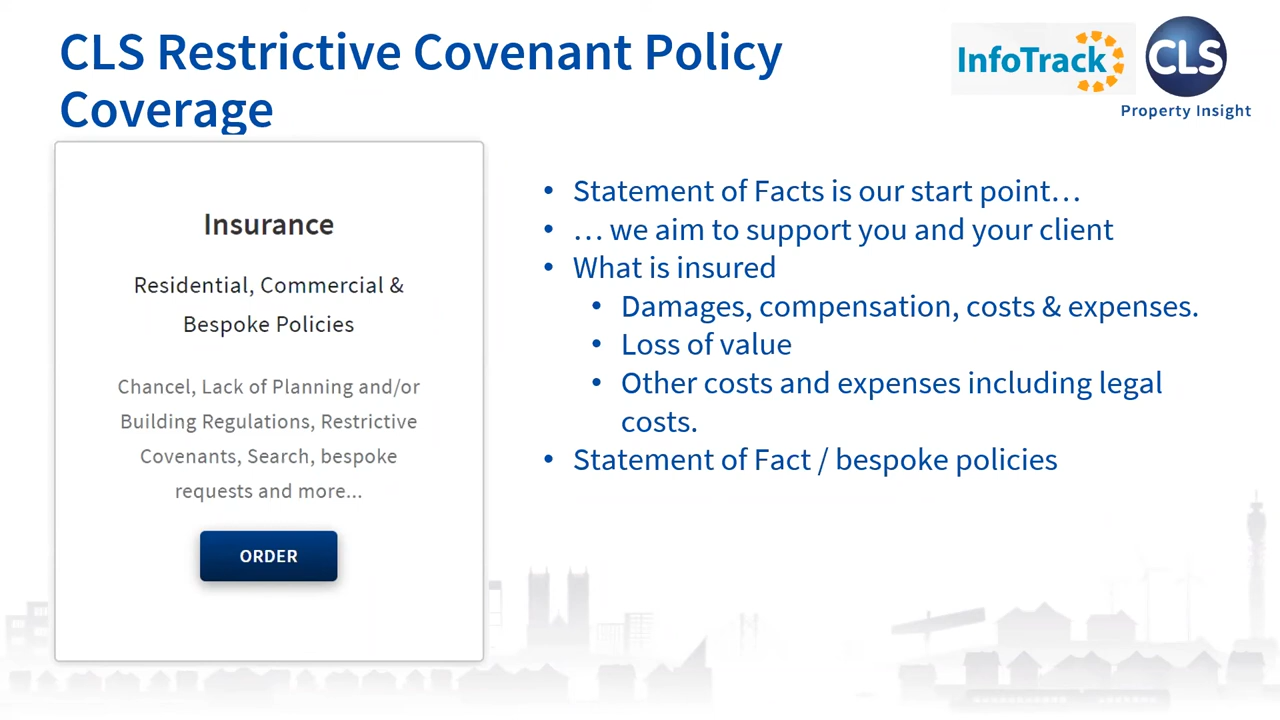 CLS Restrictive Covenant Policy
Coverage
InfoTrack
CLS
Property Insight
Insurance
Residential, Commercial &
Bespoke Policies
Chancel, Lack of Planning and/or
Building Regulations, Restrictive
Covenants, Search, bespoke
requests and more...
ORDER
• Statement of Facts is our start point…
• … we aim to support you and your client
• What is insured
• Damages, compensation, costs & expenses.
• Loss of value
• Other costs and expenses including legal
costs.
• Statement of Fact / bespoke policies